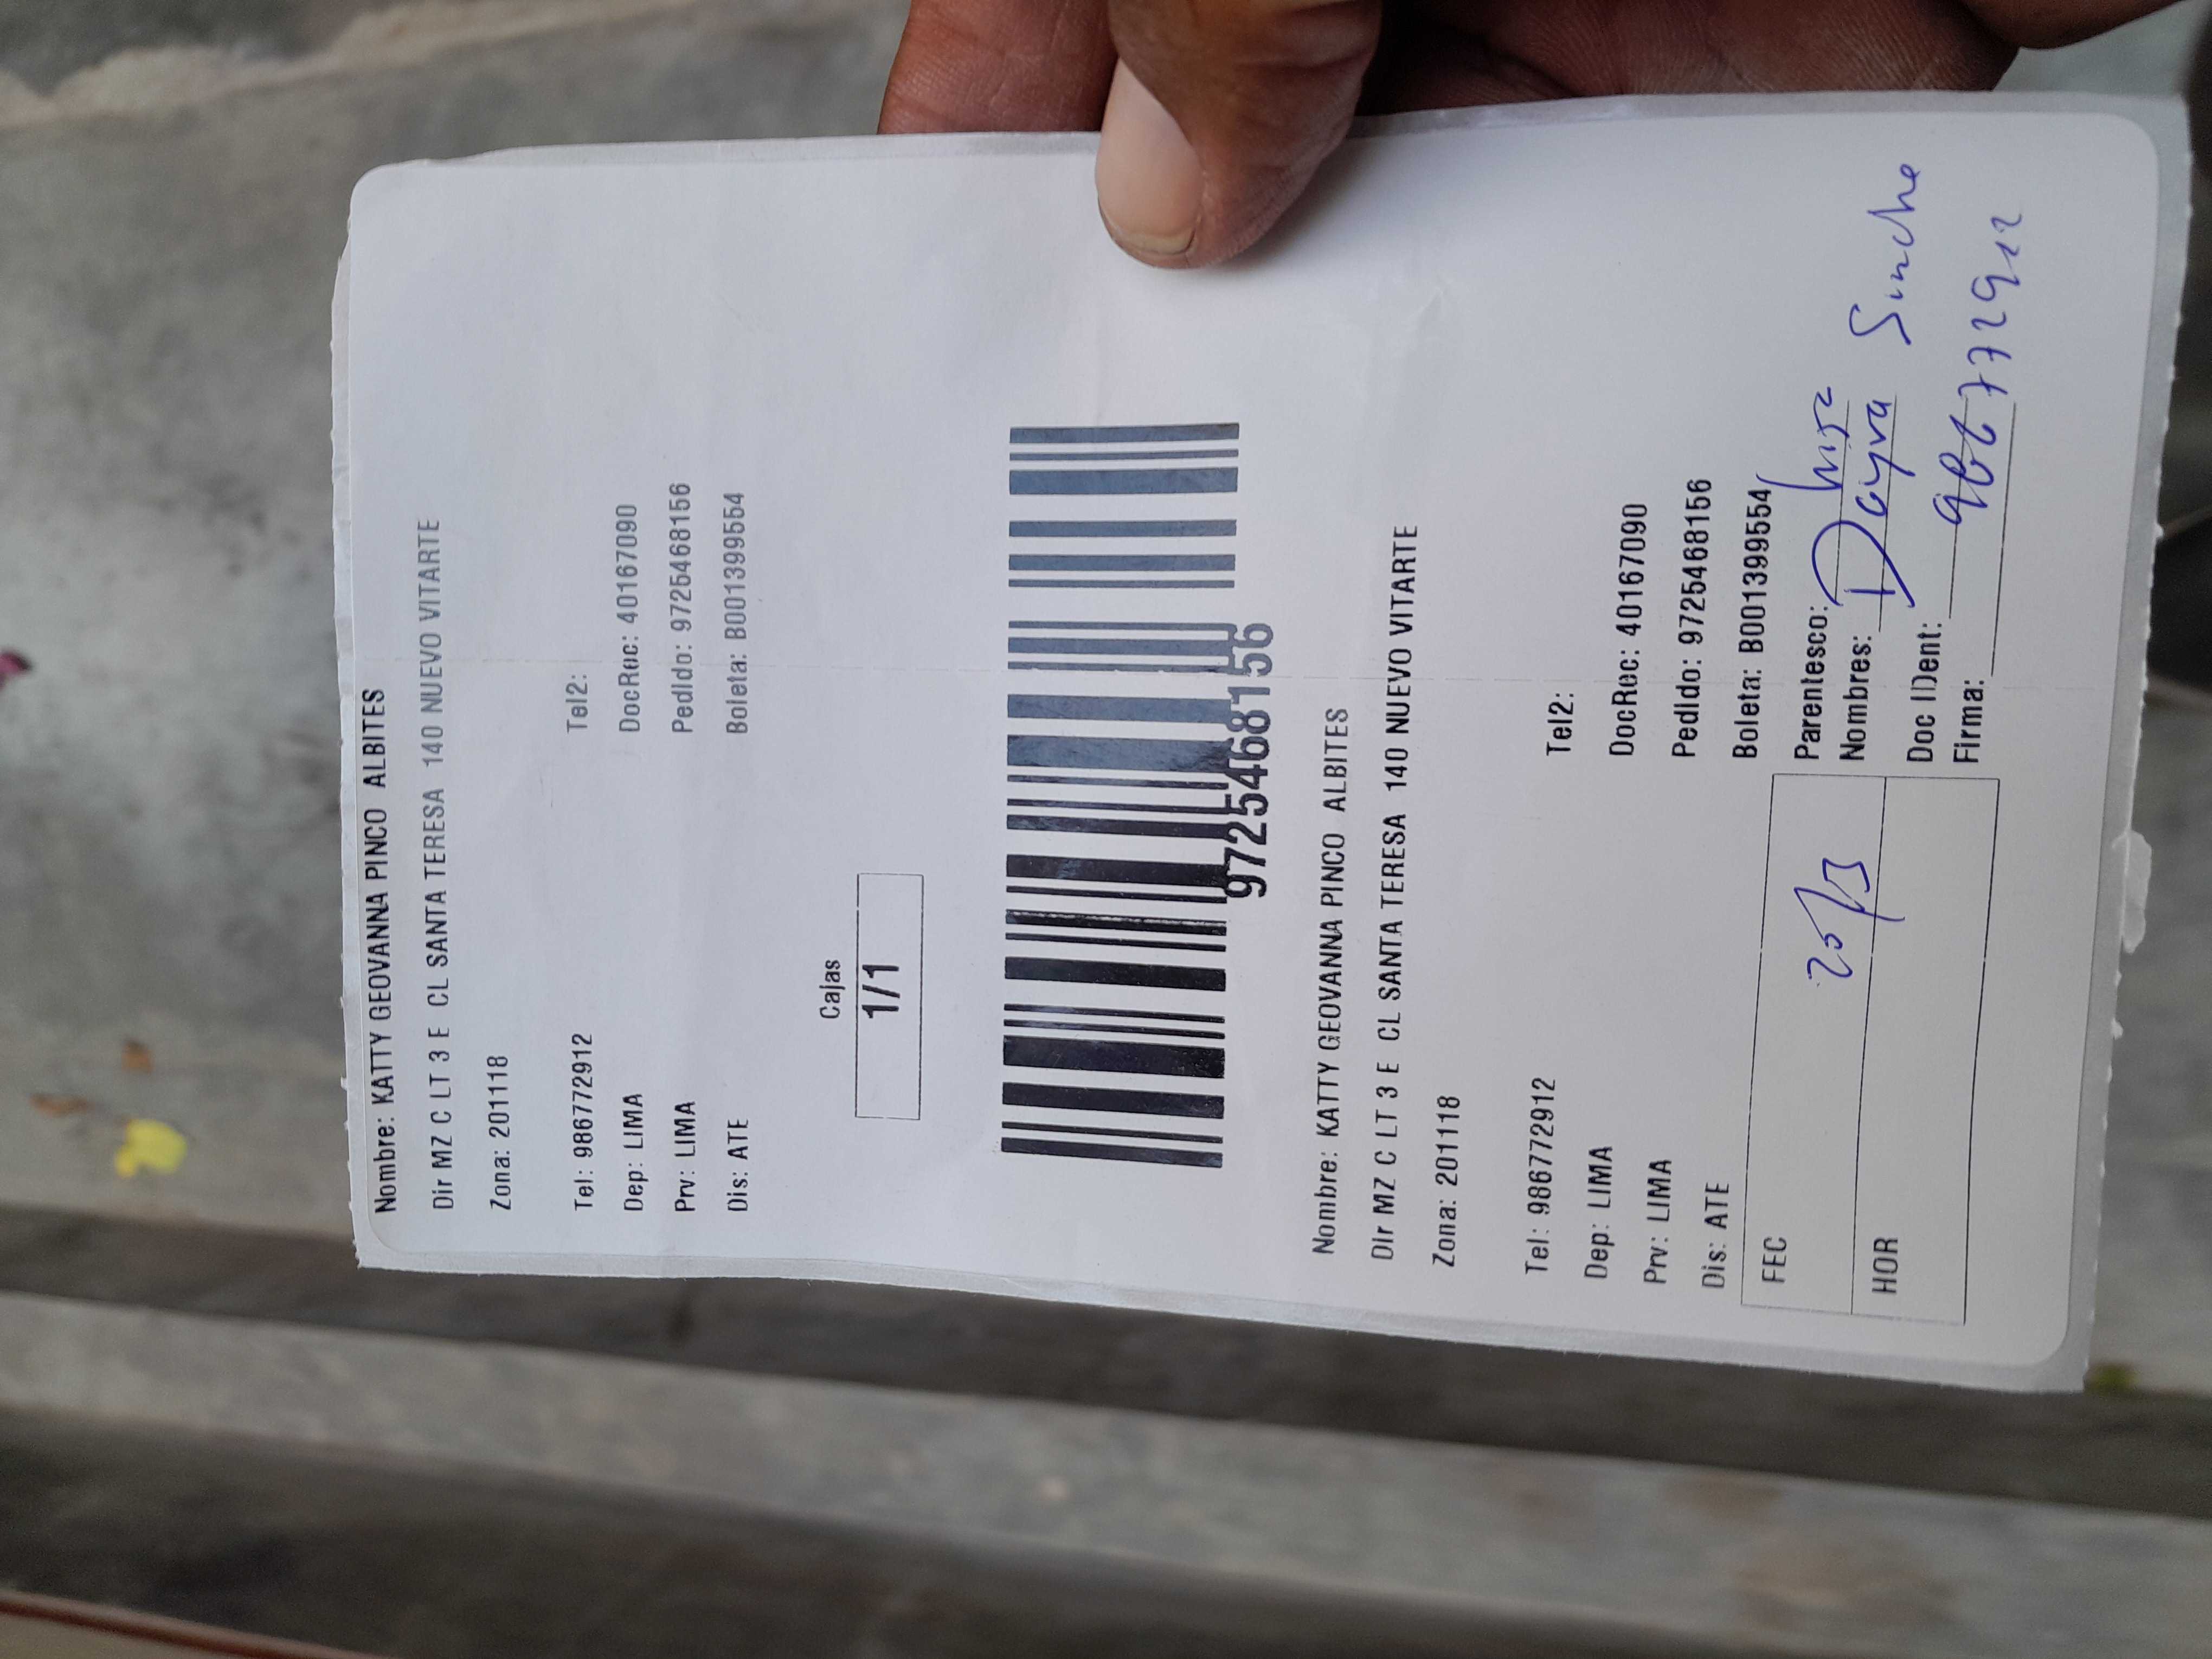 Nombre: KATTY GEOVANNA PINCO ALBITES
Dir MZ C LT 3 E CL SANTA TERESA 140 NUEVO VITARTE
Zona: 201118
Tel: 986772912 Tel2:
Dep: LIMA DocRec: 40167090
Prv: LIMA Pedido: 9725468156
Dis: ATE Boleta: B001399554
Cajas
1/1
9725468156
Nombre: KATTY GEOVANNA PINCO ALBITES
Dir MZ C LT 3 E CL SANTA TERESA 140 NUEVO VITARTE
Zona: 201118
Tel: 986772912 Tel2:
Dep: LIMA DocRec: 40167090
Prv: LIMA Pedido: 9725468156
Dis: ATE Boleta: B001399554
FEC 20/3 Parentesco:
Nombres: Dayra Sinche
HOR Doc IDent: 986772912
Firma: